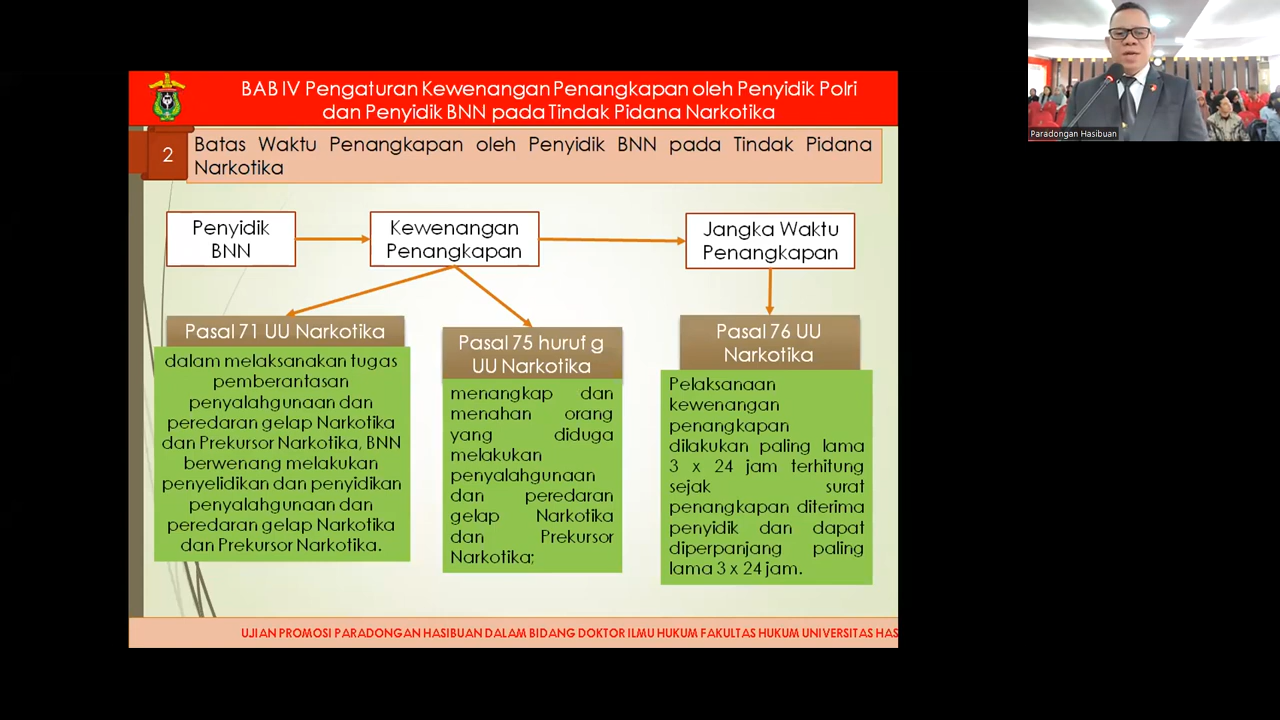 BAB IV Pengaturan Kewenangan Penangkapan oleh Penyidik Polri
dan Penyidik BNN pada Tindak Pidana Narkotika
2
Batas Waktu Penangkapan oleh Penyidik BNN pada Tindak Pidana
Narkotika
Penyidik
BNN
Kewenangan
Penangkapan
Jangka Waktu
Penangkapan
Pasal 71 UU Narkotika
dalam melaksanakan tugas
pemberantasan
penyalahgunaan dan
peredaran gelap Narkotika
dan Prekursor Narkotika, BNN
berwenang melakukan
penyelidikan dan penyidikan
penyalahgunaan dan
peredaran gelap Narkotika
dan Prekursor Narkotika.
Pasal 75 huruf g
UU Narkotika
menangkap dan
menahan orang
yang diduga
melakukan
penyalahgunaan
dan peredaran
gelap Narkotika
dan Prekursor
Narkotika;
Pasal 76 UU
Narkotika
Pelaksanaan
kewenangan
penangkapan
dilakukan paling lama
3 x 24 jam terhitung
sejak surat
penangkapan diterima
penyidik dan dapat
diperpanjang paling
lama 3 x 24 jam.
UJIAN PROMOSI PARADONGAN HASIBUAN DALAM BIDANG DOKTOR ILMU HUKUM FAKULTAS HUKUM UNIVERSITAS HAS
Paradongan Hasibuan